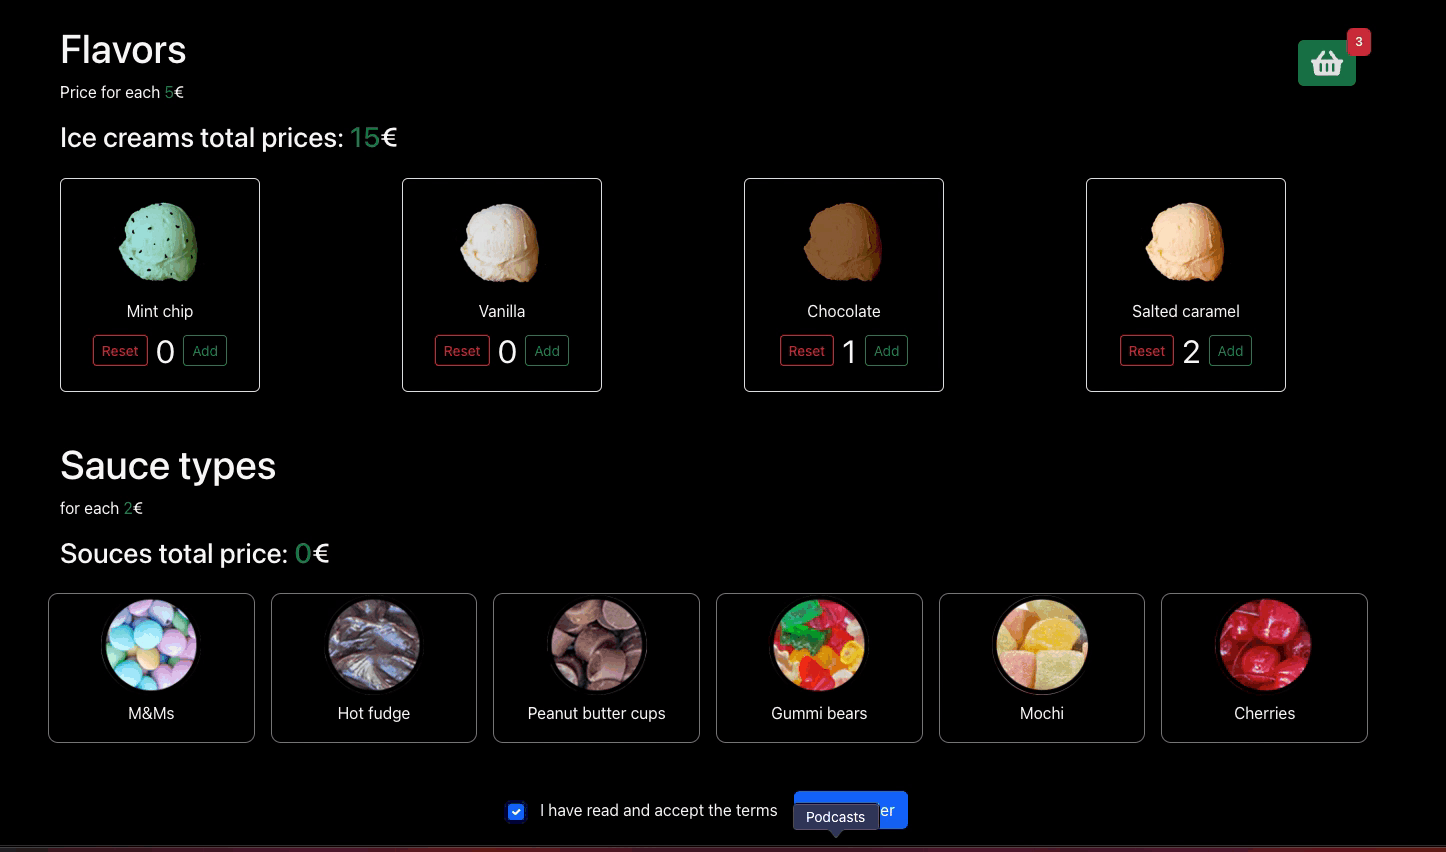 Flavors
3
Price for each 5€
Ice creams total prices: 15€
Mint chip
Reset 0 Add
Vanilla
Reset 0 Add
Chocolate
Reset 1 Add
Salted caramel
Reset 2 Add
Sauce types
for each 2€
Souces total price: 0€
M&Ms
Hot fudge
Peanut butter cups
Gummi bears
Mochi
Cherries
I have read and accept the terms
Podcasts